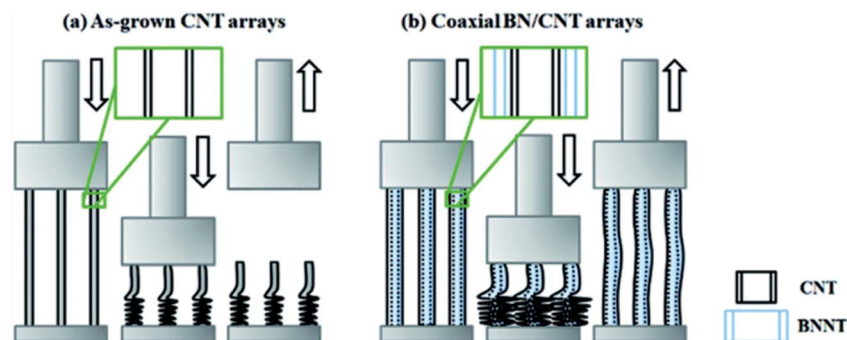 (a) As-grown CNT arrays
(b) Coaxial BN/CNT arrays
CNT
BNNT